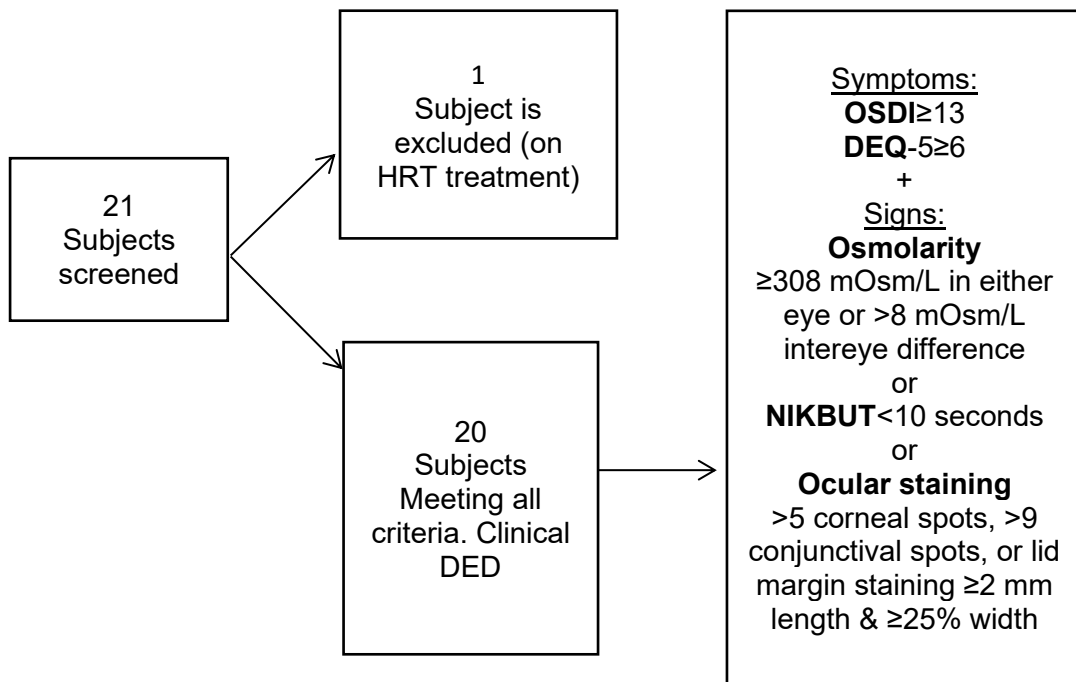 21
Subjects
screened
1
Subject is
excluded (on
HRT treatment)
20
Subjects
Meeting all
criteria. Clinical
DED
Symptoms:
OSDI≥13
DEQ-5≥6
+
Signs:
Osmolarity
≥308 mOsm/L in either
eye or >8 mOsm/L
intereye difference
or
NIKBUT<10 seconds
or
Ocular staining
>5 corneal spots, >9
conjunctival spots, or lid
margin staining ≥2 mm
length & ≥25% width